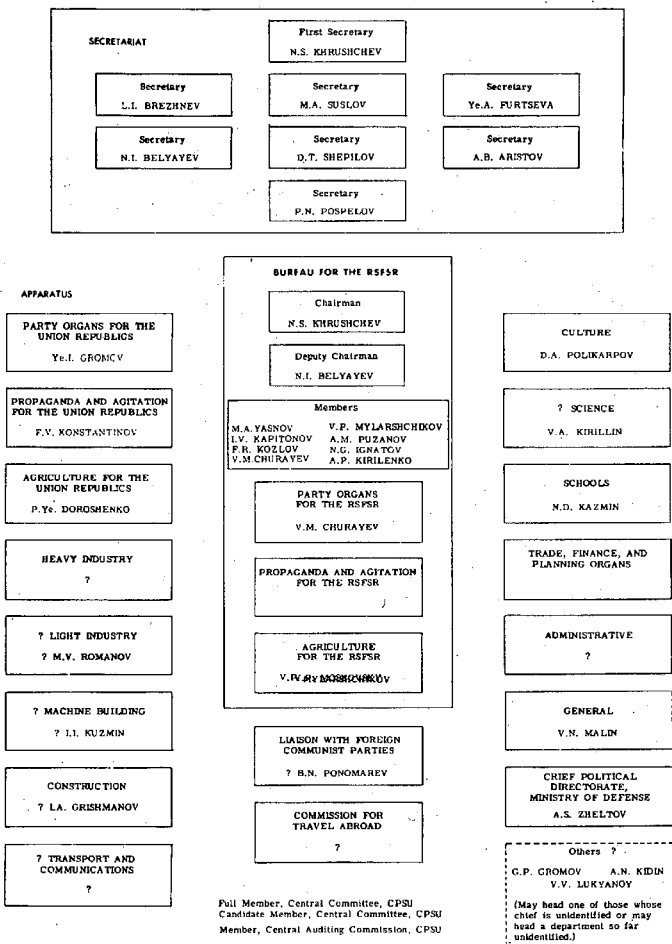 SECRETARIAT
First Secretary
N.S. KHRUSHCHEV
Secretary
L.I. BREZHNEV
Secretary
M.A. SUSLOV
Secretary
Ye.A. FURTSEVA
Secretary
N.I. BELYAYEV
Secretary
D.T. SHEPILOV
Secretary
A.B. ARISTOV
Secretary
P.N. POSPELOV
APPARATUS
PARTY ORGANS FOR THE
UNION REPUBLICS
Ye.I. GROMOV
PROPAGANDA AND AGITATION
FOR THE UNION REPUBLICS
F.V. KONSTANTINOV
AGRICULTURE FOR THE
UNION REPUBLICS
P.Ye. DOROSHENKO
HEAVY INDUSTRY
?
? LIGHT INDUSTRY
? M.V. ROMANOV
? MACHINE BUILDING
? I.I. KUZMIN
CONSTRUCTION
? I.A. GRISHMANOV
? TRANSPORT AND
COMMUNICATIONS
?
BUREAU FOR THE RSFSR
Chairman
N.S. KHRUSHCHEV
Deputy Chairman
N.I. BELYAYEV
Members
M.A. YASNOV V.P. MYLARSHCHIKOV
I.V. KAPITONOV A.M. PUZANOV
F.R. KOZLOV N.G. IGNATOV
V.M. CHURAYEV A.P. KIRILENKO
PARTY ORGANS
FOR THE RSFSR
V.M. CHURAYEV
PROPAGANDA AND AGITATION
FOR THE RSFSR
AGRICULTURE
FOR THE RSFSR
LIAISON WITH FOREIGN
COMMUNIST PARTIES
? B.N. PONOMAREV
COMMISSION FOR
TRAVEL ABROAD
?
CULTURE
D.A. POLIKARPOV
? SCIENCE
V.A. KIRILLIN
SCHOOLS
N.D. KAZMIN
TRADE, FINANCE, AND
PLANNING ORGANS
ADMINISTRATIVE
?
GENERAL
V.N. MALIN
CHIEF POLITICAL
DIRECTORATE,
MINISTRY OF DEFENSE
A.S. ZHELTOV
Others ?
G.P. GROMOV A.N. KIDIN
V.V. LUKYANOV
(May head one of those whose
chief is unidentified or may
head a department so far
unidentified.)
Full Member, Central Committee, CPSU
Candidate Member, Central Committee, CPSU
Member, Central Auditing Commission, CPSU